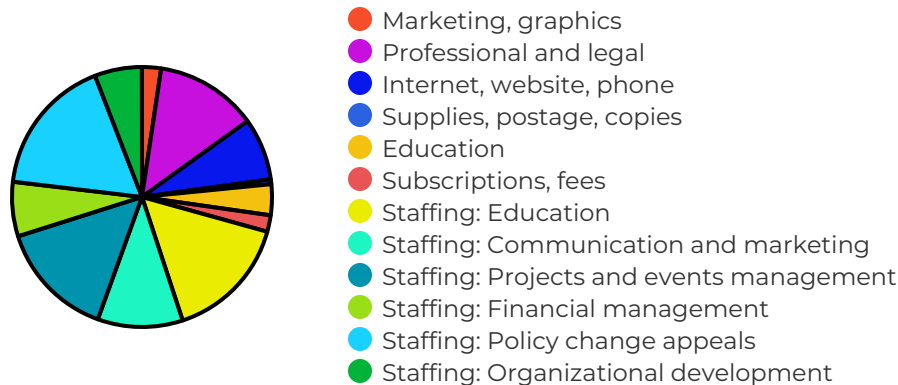 Marketing, graphics
Professional and legal
Internet, website, phone
Supplies, postage, copies
Education
Subscriptions, fees
Staffing: Education
Staffing: Communication and marketing
Staffing: Projects and events management
Staffing: Financial management
Staffing: Policy change appeals
Staffing: Organizational development